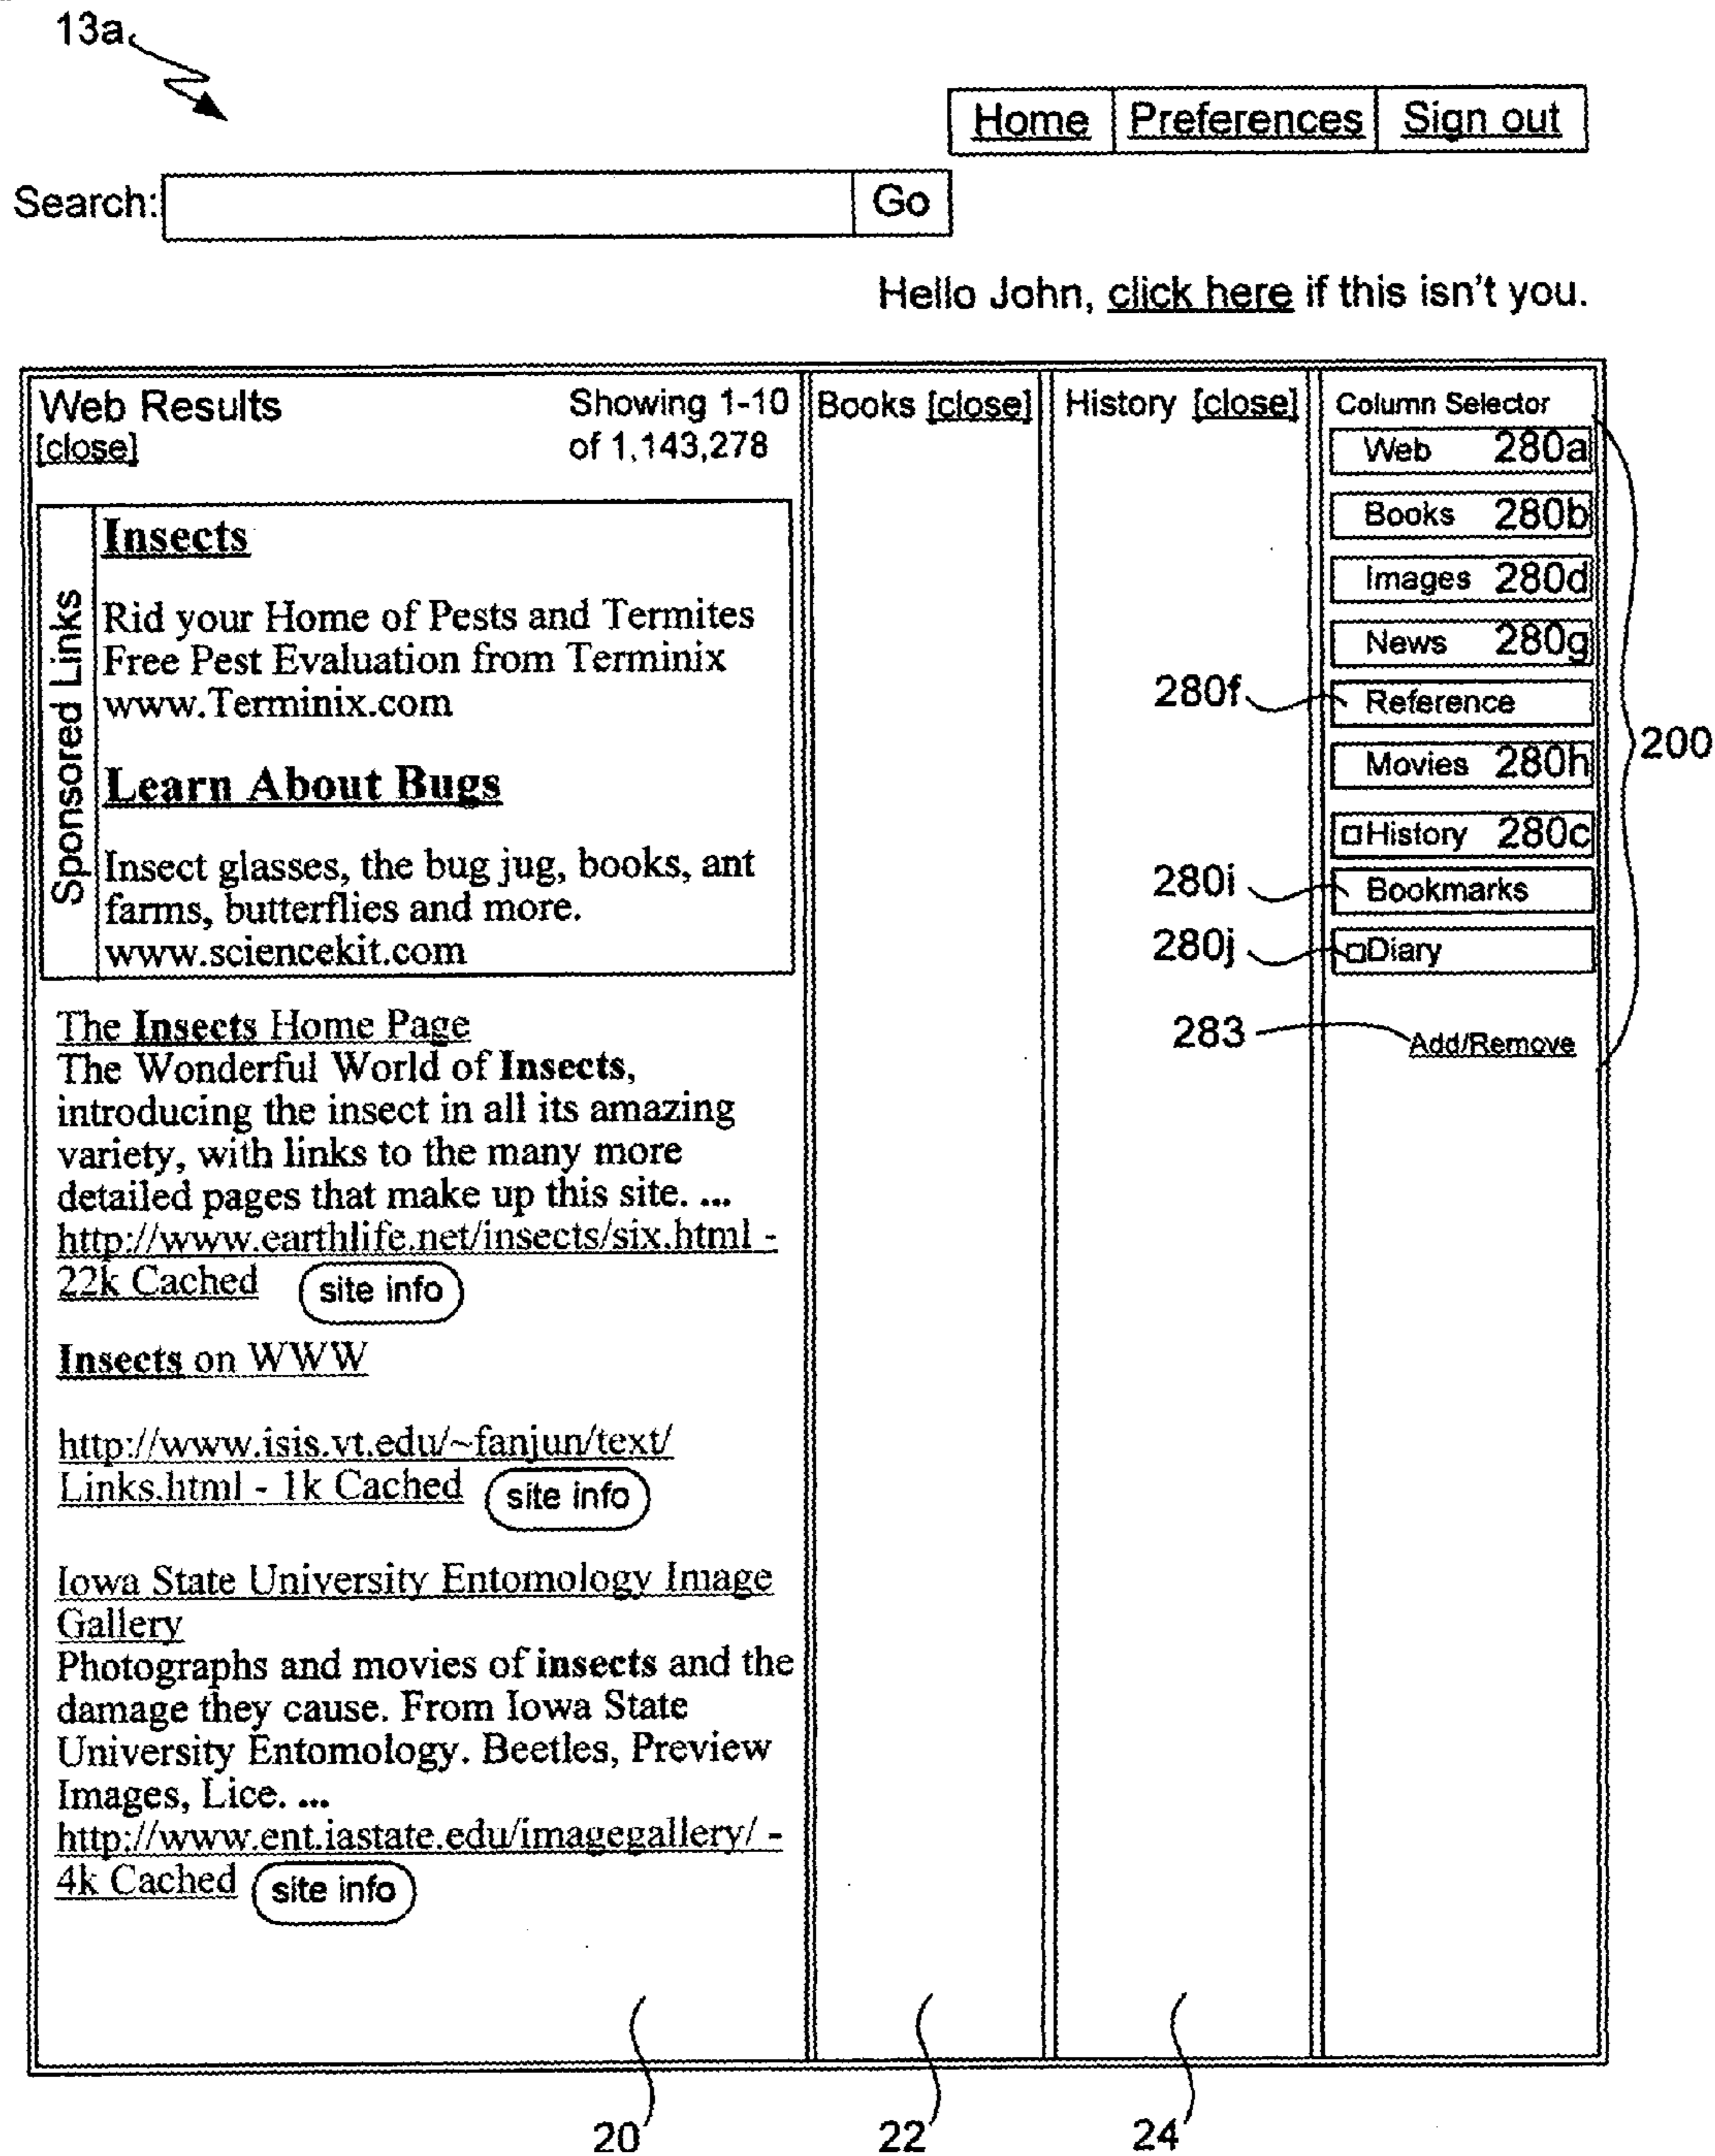 13a
Home Preferences Sign out
Search: Go
Hello John, click here if this isn't you.
Web Results
[close]
Showing 1-10
of 1,143,278
Sponsored Links
Insects
Rid your Home of Pests and Termites
Free Pest Evaluation from Terminix
www.Terminix.com
Learn About Bugs
Insect glasses, the bug jug, books, ant
farms, butterflies and more.
www.sciencekit.com
The Insects Home Page
The Wonderful World of Insects,
introducing the insect in all its amazing
variety, with links to the many more
detailed pages that make up this site. ...
http://www.earthlife.net/insects/six.html -
22k Cached site info
Insects on WWW
http://www.isis.vt.edu/~fanjun/text/
Links.html - 1k Cached site info
Iowa State University Entomology Image
Gallery
Photographs and movies of insects and the
damage they cause. From Iowa State
University Entomology. Beetles, Preview
Images, Lice. ...
http://www.ent.iastate.edu/imagegallery/ -
4k Cached site info
Books [close]
History [close]
Column Selector
Web 280a
Books 280b
Images 280d
News 280g
280f Reference
Movies 280h
History 280c
280i Bookmarks
280j Diary
283 Add/Remove
200
20
22
24